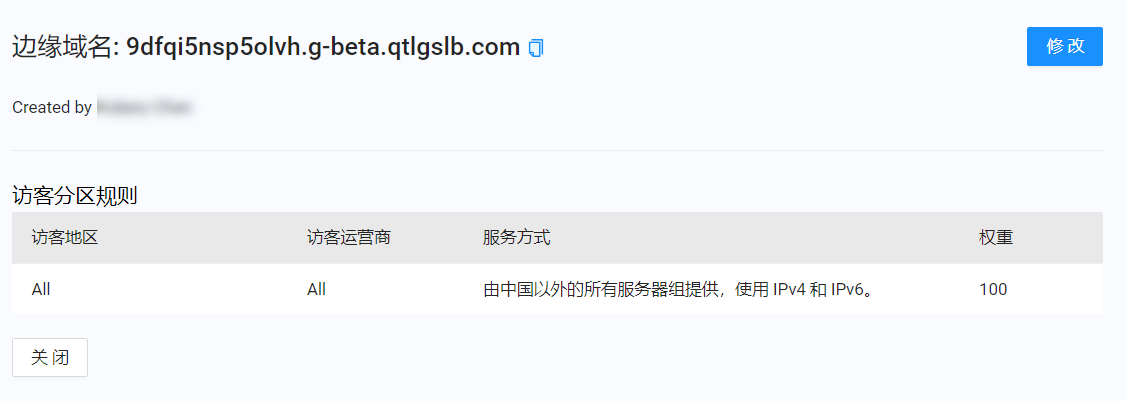 边缘域名: 9dfqi5nsp5olvh.g-beta.qtlgslb.com
修 改
Created by
访客分区规则
访客地区 访客运营商 服务方式 权重
All All 由中国以外的所有服务器组提供，使用 IPv4 和 IPv6。 100
关 闭